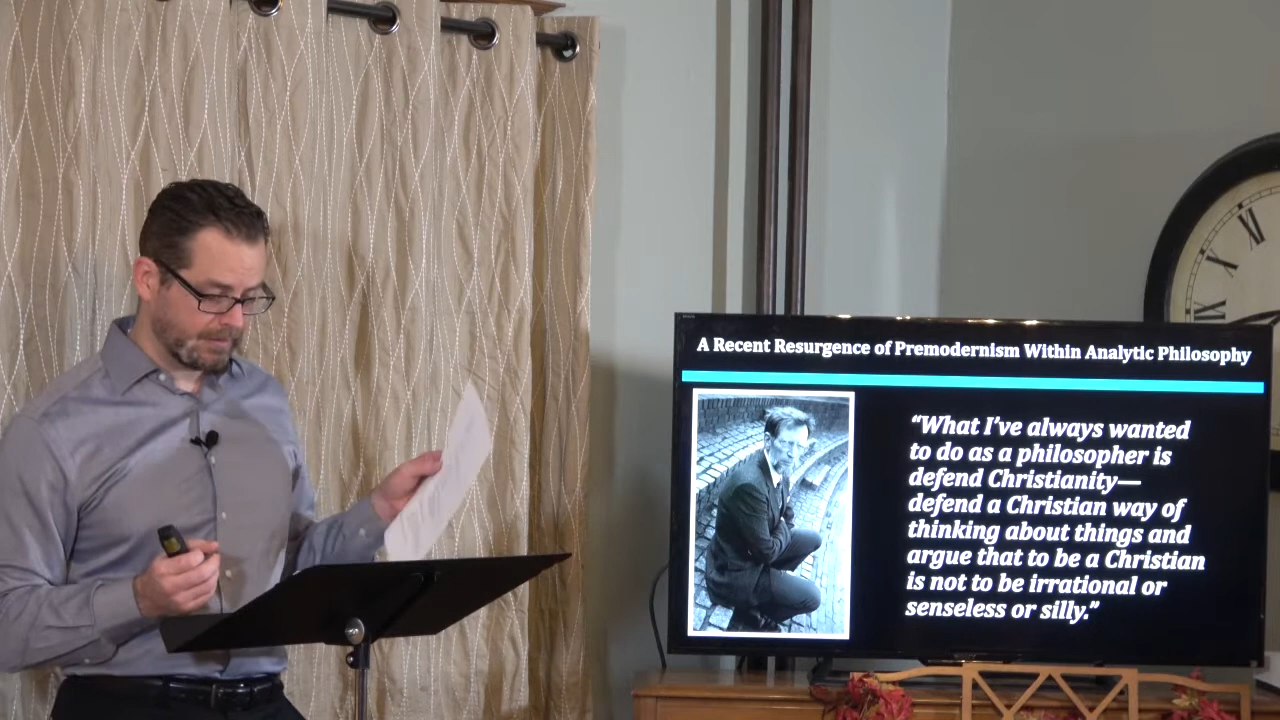 A Recent Resurgence of Premodernism Within Analytic Philosophy
“What I’ve always wanted
to do as a philosopher is
defend Christianity—
defend a Christian way of
thinking about things and
argue that to be a Christian
is not to be irrational or
senseless or silly.”
XI
X
IX